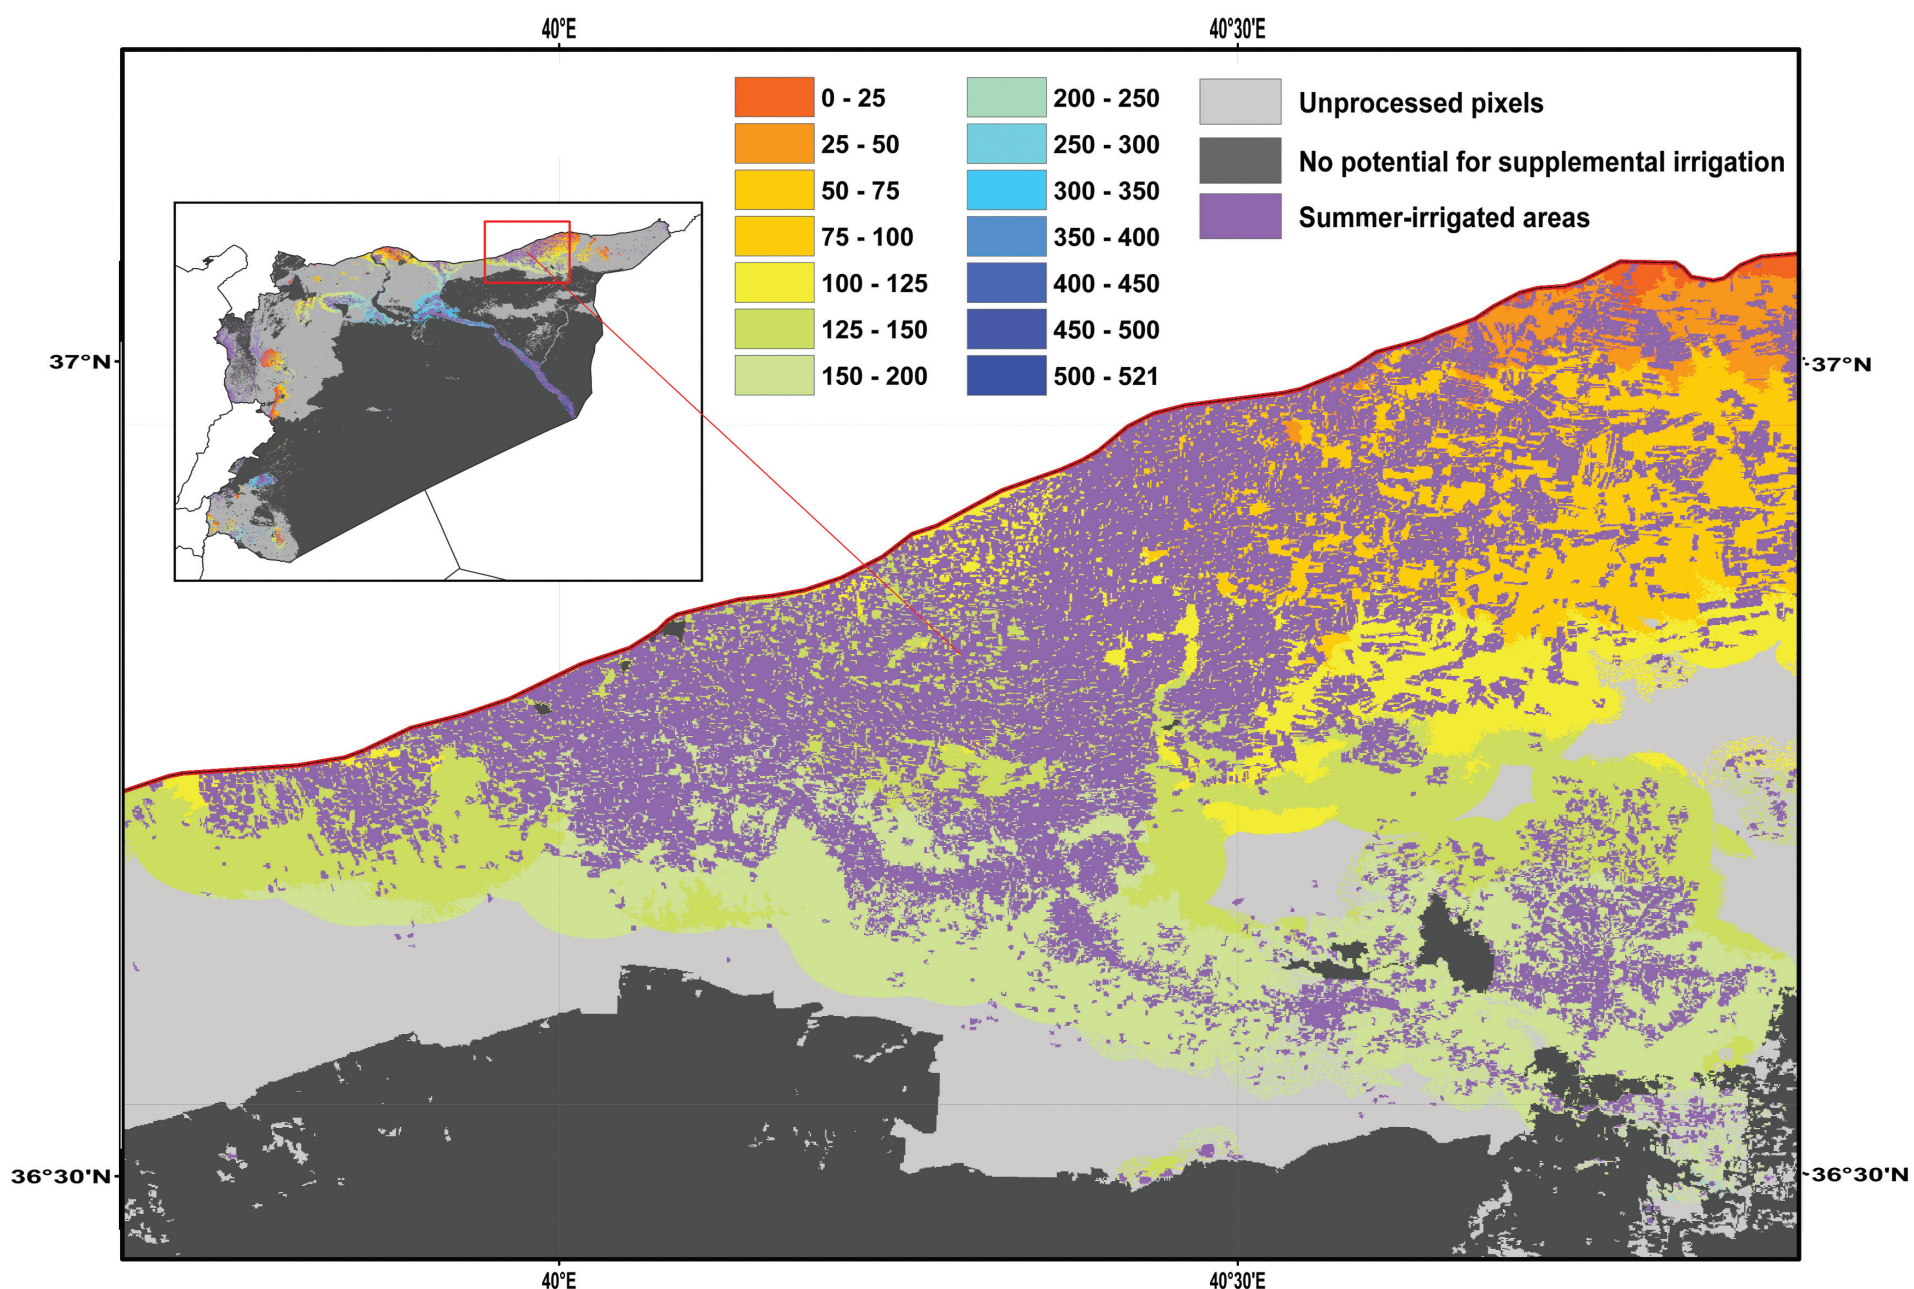 40°E
40°30'E
0 - 25
25 - 50
50 - 75
75 - 100
100 - 125
125 - 150
150 - 200
200 - 250
250 - 300
300 - 350
350 - 400
400 - 450
450 - 500
500 - 521
Unprocessed pixels
No potential for supplemental irrigation
Summer-irrigated areas
37°N
37°N
36°30'N
36°30'N
40°E
40°30'E